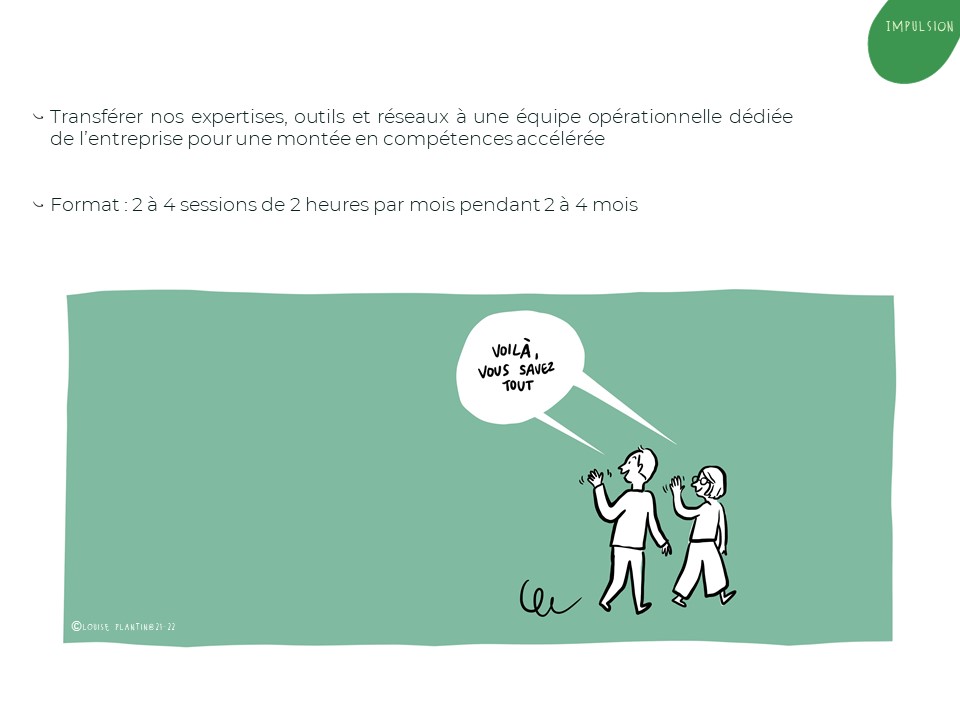 IMPULSION
Transférer nos expertises, outils et réseaux à une équipe opérationnelle dédiée
de l’entreprise pour une montée en compétences accélérée
Format : 2 à 4 sessions de 2 heures par mois pendant 2 à 4 mois
VOILÀ,
VOUS SAVEZ
TOUT
©LOUISE PLANTIN@21-22